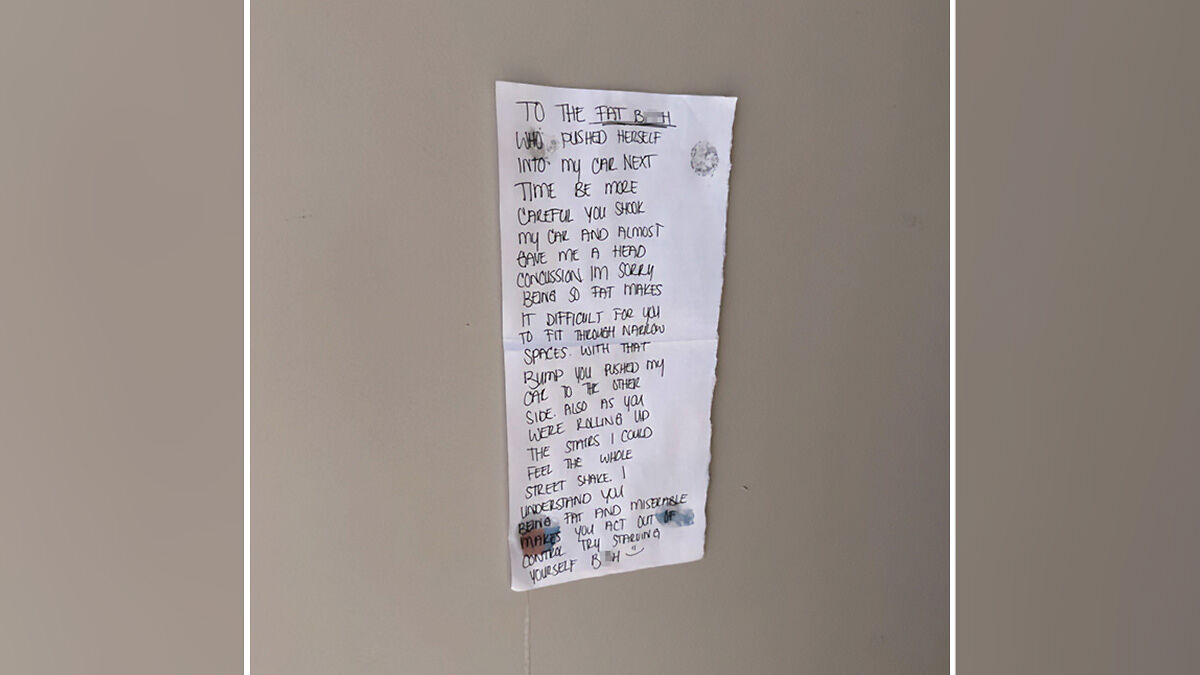 TO THE FAT B H
WHO PUSHED HERSELF
INTO MY CAR NEXT
TIME BE MORE
CAREFUL YOU SHOOK
MY CAR AND ALMOST
GAVE ME A HEAD
CONCUSSION IM SORRY
BEING SO FAT MAKES
IT DIFFICULT FOR YOU
TO FIT THROUGH NARROW
SPACES. WITH THAT
BUMP YOU PUSHED MY
CAR TO THE OTHER
SIDE. ALSO AS YOU
WERE ROLLING UP
THE STAIRS I COULD
FEEL THE WHOLE
STREET SHAKE. I
UNDERSTAND YOU
BEING FAT AND MISERABLE
MAKES YOU ACT OUT OF
CONTROL TRY STARVING
YOURSELF B H